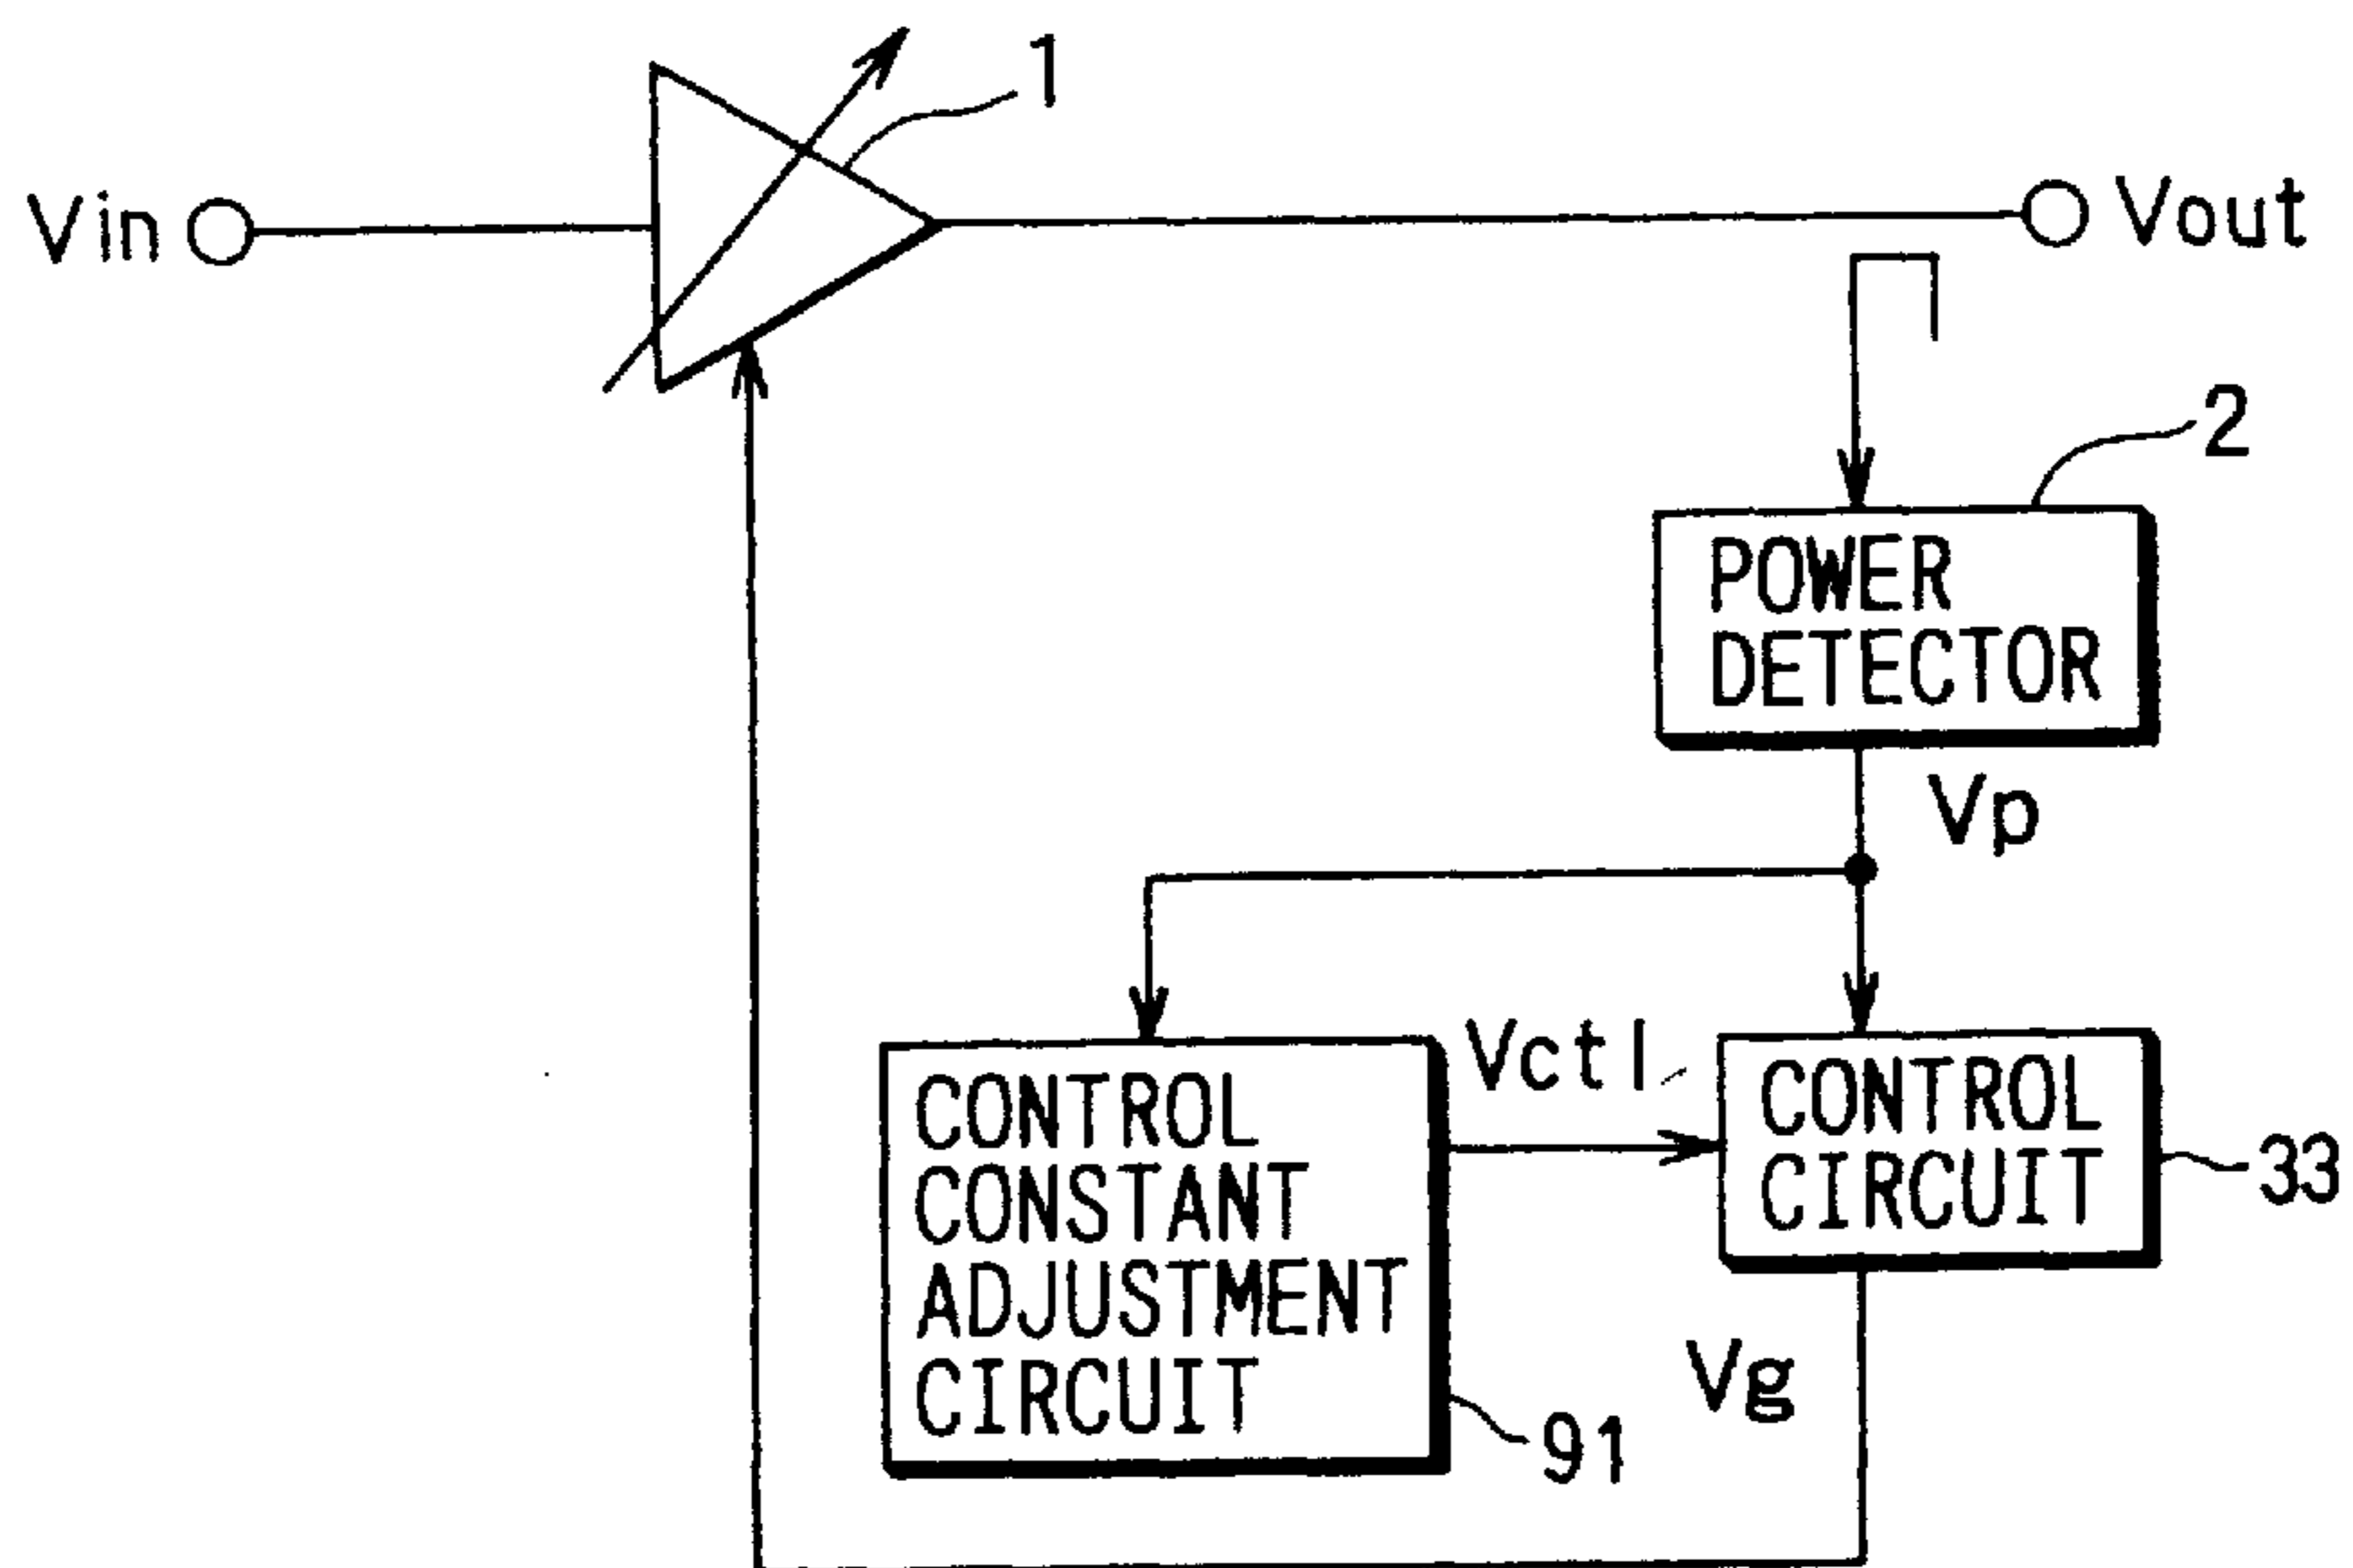 1
Vin
Vout
2
POWER
DETECTOR
Vp
Vctl
CONTROL
CIRCUIT
33
CONTROL
CONSTANT
ADJUSTMENT
CIRCUIT
Vg
91